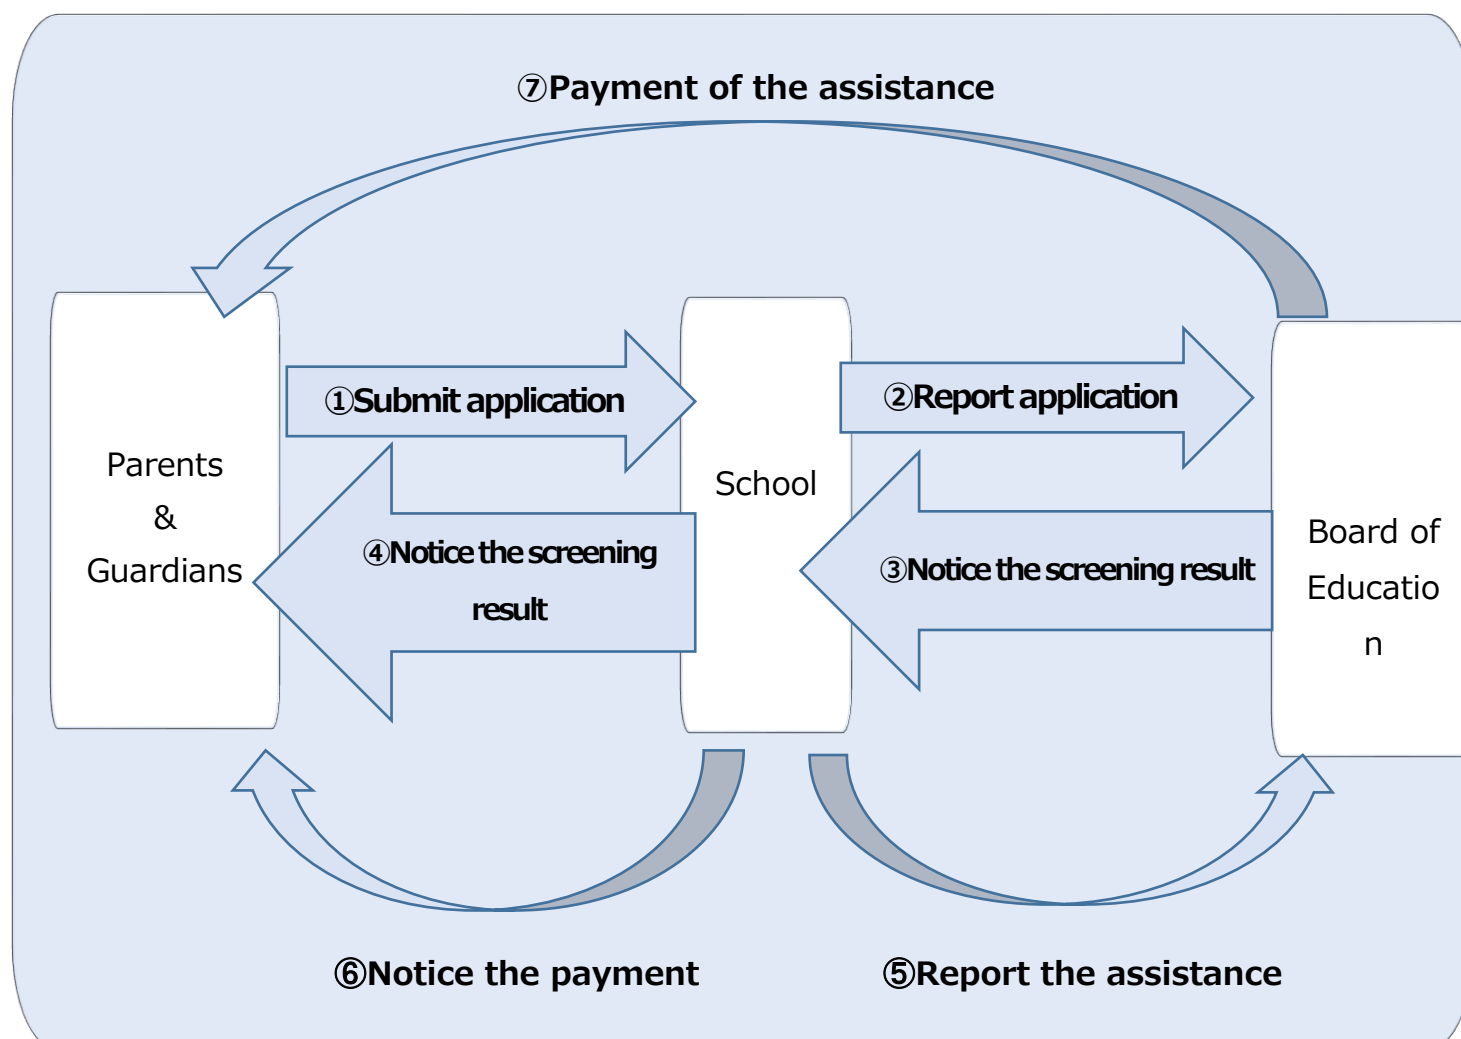 ⑦Payment of the assistance
①Submit application
②Report application
Parents
&
Guardians
School
④Notice the screening
result
③Notice the screening result
Board of
Educatio
n
⑥Notice the payment
⑤Report the assistance